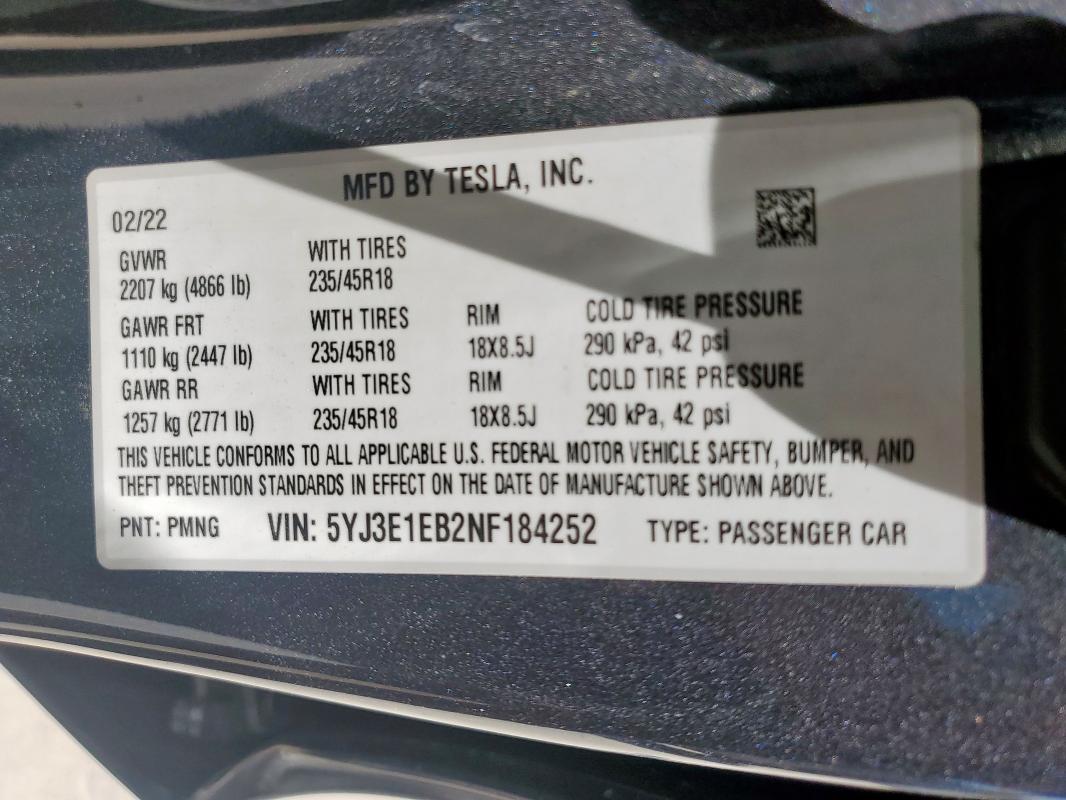 MFD BY TESLA, INC.
02/22
GVWR WITH TIRES
2207 kg (4866 lb) 235/45R18
GAWR FRT WITH TIRES RIM COLD TIRE PRESSURE
1110 kg (2447 lb) 235/45R18 18X8.5J 290 kPa, 42 psi
GAWR RR WITH TIRES RIM COLD TIRE PRESSURE
1257 kg (2771 lb) 235/45R18 18X8.5J 290 kPa, 42 psi
THIS VEHICLE CONFORMS TO ALL APPLICABLE U.S. FEDERAL MOTOR VEHICLE SAFETY, BUMPER, AND
THEFT PREVENTION STANDARDS IN EFFECT ON THE DATE OF MANUFACTURE SHOWN ABOVE.
PNT: PMNG VIN: 5YJ3E1EB2NF184252 TYPE: PASSENGER CAR